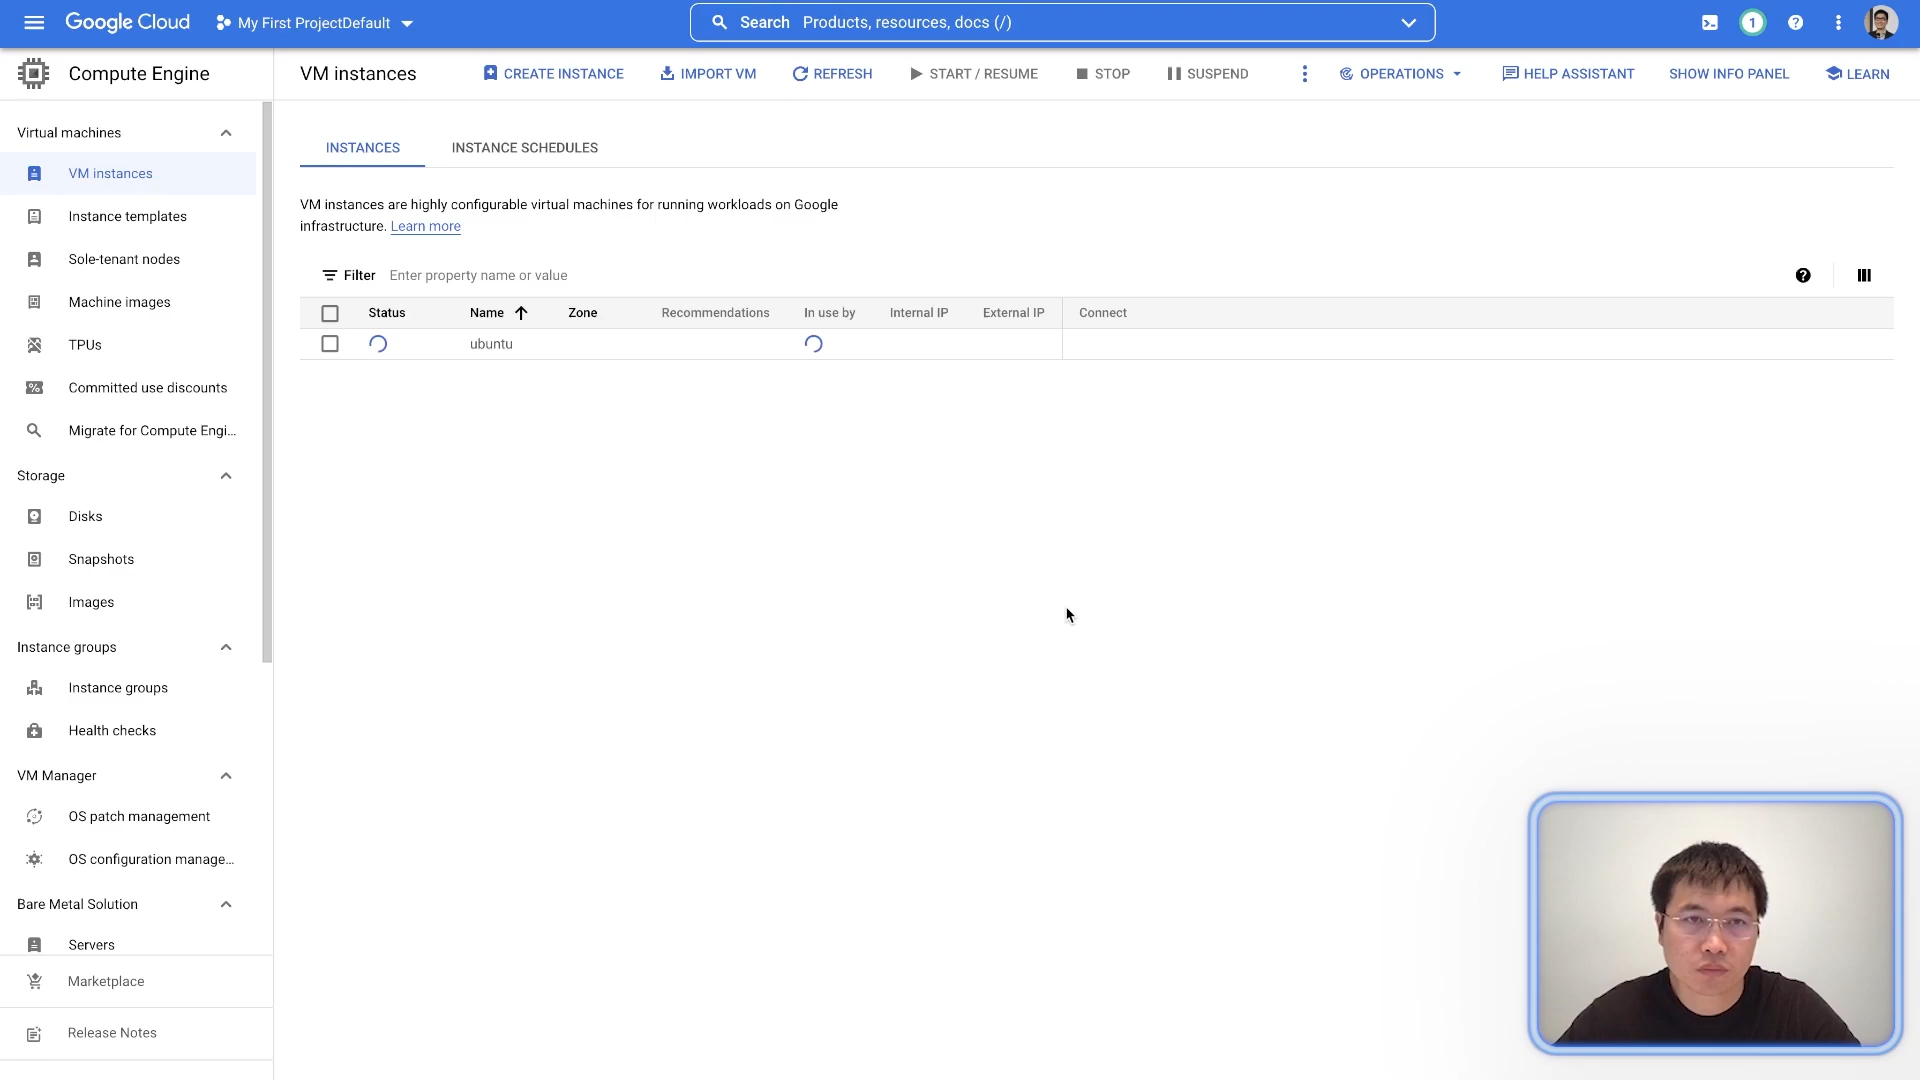 Google Cloud
My First ProjectDefault
Search Products, resources, docs (/)
1
Compute Engine
VM instances
CREATE INSTANCE
IMPORT VM
REFRESH
START / RESUME
STOP
SUSPEND
OPERATIONS
HELP ASSISTANT
SHOW INFO PANEL
LEARN
Virtual machines
VM instances
Instance templates
Sole-tenant nodes
Machine images
TPUs
Committed use discounts
Migrate for Compute Engi...
Storage
Disks
Snapshots
Images
Instance groups
Instance groups
Health checks
VM Manager
OS patch management
OS configuration manage...
Bare Metal Solution
Servers
Marketplace
Release Notes
INSTANCES
INSTANCE SCHEDULES
VM instances are highly configurable virtual machines for running workloads on Google
infrastructure. Learn more
Filter Enter property name or value
Status Name Zone Recommendations In use by Internal IP External IP Connect
ubuntu